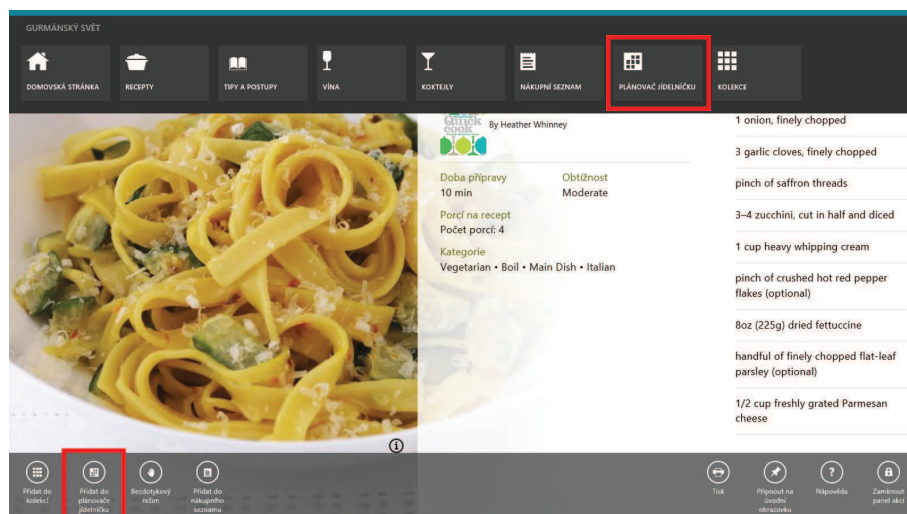 GURMÁNSKÝ SVĚT
DOMOVSKÁ STRÁNKA
RECEPTY
TIPY A POSTUPY
VÍNA
KOKTEJLY
NÁKUPNÍ SEZNAM
PLÁNOVAČ JÍDELNÍČKU
KOLEKCE
Quick
cook
By Heather Whinney
Doba přípravy
10 min
Obtížnost
Moderate
Porcí na recept
Počet porcí: 4
Kategorie
Vegetarian • Boil • Main Dish • Italian
1 onion, finely chopped
3 garlic cloves, finely chopped
pinch of saffron threads
3–4 zucchini, cut in half and diced
1 cup heavy whipping cream
pinch of crushed hot red pepper
flakes (optional)
8oz (225g) dried fettuccine
handful of finely chopped flat-leaf
parsley (optional)
1/2 cup freshly grated Parmesan
cheese
Přidat do
kolekcí
Přidat do
plánovače
jídelníčku
Bezdotykový
režim
Přidat do
nákupního
seznamu
Tisk
Připnout na
úvodní
obrazovku
Nápověda
Zamknout
panel akcí